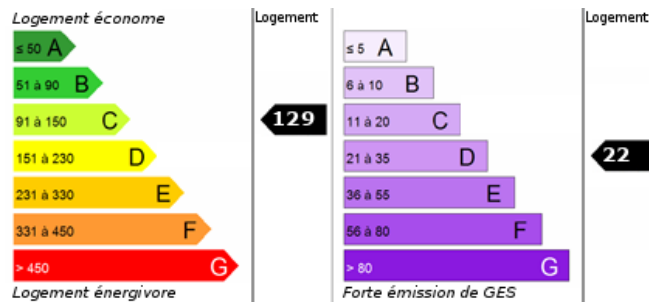 Logement économe
Logement
≤ 50 A
51 à 90 B
91 à 150 C
129
151 à 230 D
231 à 330 E
331 à 450 F
> 450 G
Logement énergivore
Logement
≤ 5 A
6 à 10 B
11 à 20 C
21 à 35 D
22
36 à 55 E
56 à 80 F
> 80 G
Forte émission de GES